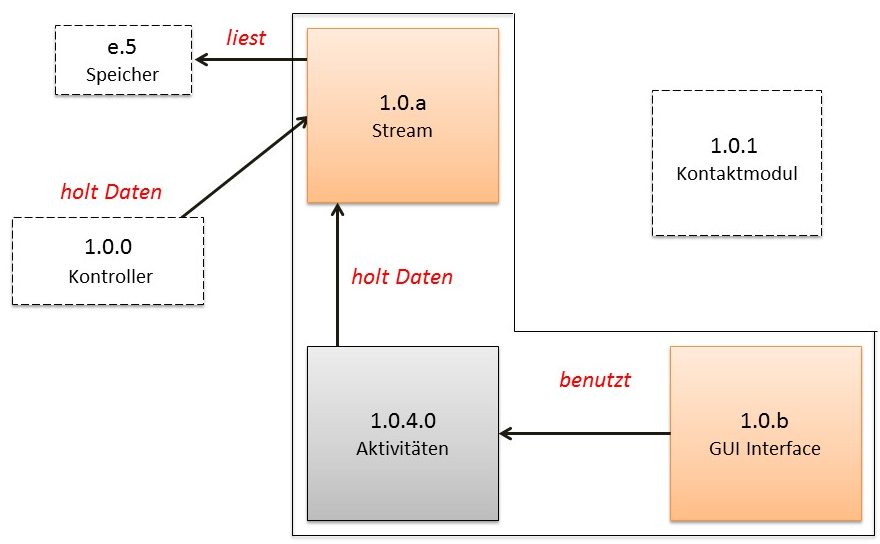 e.5
Speicher
liest
1.0.a
Stream
1.0.1
Kontaktmodul
holt Daten
1.0.0
Kontroller
holt Daten
benutzt
1.0.4.0
Aktivitäten
1.0.b
GUI Interface